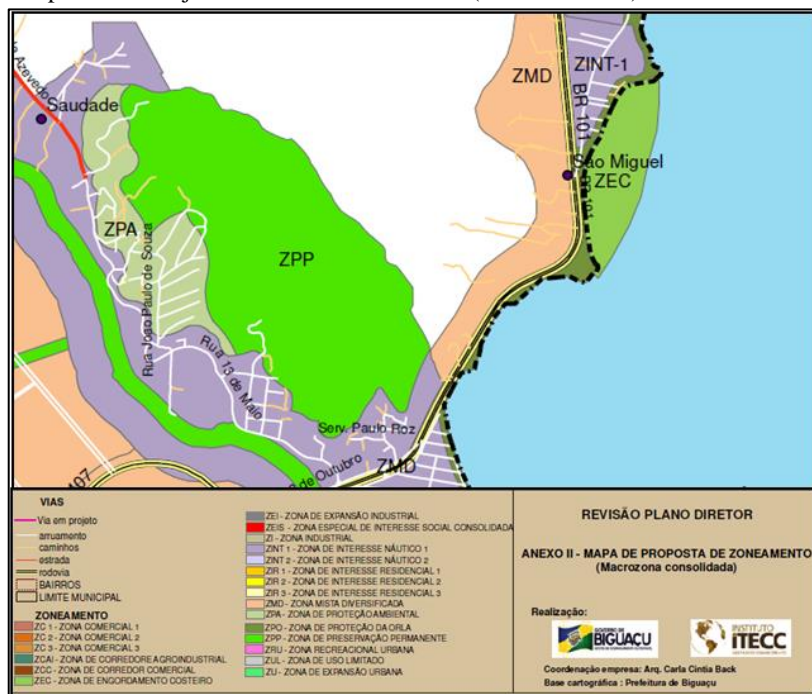 Azevedo
Saudade
ZPA
ZPP
Rua João Paulo de Souza
Rua 13 de Maio
Serv. Paulo Roz
de Outubro
ZMD
407
ZMD
ZINT-1
BR 101
São Miguel
ZEC
VIAS
Via em projeto
arruamento
caminhos
estrada
rodovia
BAIRROS
LIMITE MUNICIPAL
ZONEAMENTO
ZC 1 - ZONA COMERCIAL 1
ZC 2 - ZONA COMERCIAL 2
ZC 3 - ZONA COMERCIAL 3
ZCAI - ZONA DE CORREDOR EAGROINDUSTRIAL
ZCC - ZONA DE CORREDOR COMERCIAL
ZEC - ZONA DE ENGORDAMENTO COSTEIRO
ZEI - ZONA DE EXPANSÃO INDUSTRIAL
ZEIS - ZONA ESPECIAL DE INTERESSE SOCIAL CONSOLIDADA
ZI - ZONA INDUSTRIAL
ZINT 1 - ZONA DE INTERESSE NÁUTICO 1
ZINT 2 - ZONA DE INTERESSE NÁUTICO 2
ZIR 1 - ZONA DE INTERESSE RESIDENCIAL 1
ZIR 2 - ZONA DE INTERESSE RESIDENCIAL 2
ZIR 3 - ZONA DE INTERESSE RESIDENCIAL 3
ZMD - ZONA MISTA DIVERSIFICADA
ZPA - ZONA DE PROTEÇÃO AMBIENTAL
ZPO - ZONA DE PROTEÇÃO DA ORLA
ZPP - ZONA DE PRESERVAÇÃO PERMANENTE
ZRU - ZONA RECREACIONAL URBANA
ZUL - ZONA DE USO LIMITADO
ZU - ZONA DE EXPANSÃO URBANA
REVISÃO PLANO DIRETOR
ANEXO II - MAPA DE PROPOSTA DE ZONEAMENTO
(Macrozona consolidada)
Realização:
GOVERNO DE
BIGUAÇU
INSTITUTO
ITECC
Coordenação empresa: Arq. Carla Cintia Back
Base cartográfica : Prefeitura de Biguaçu